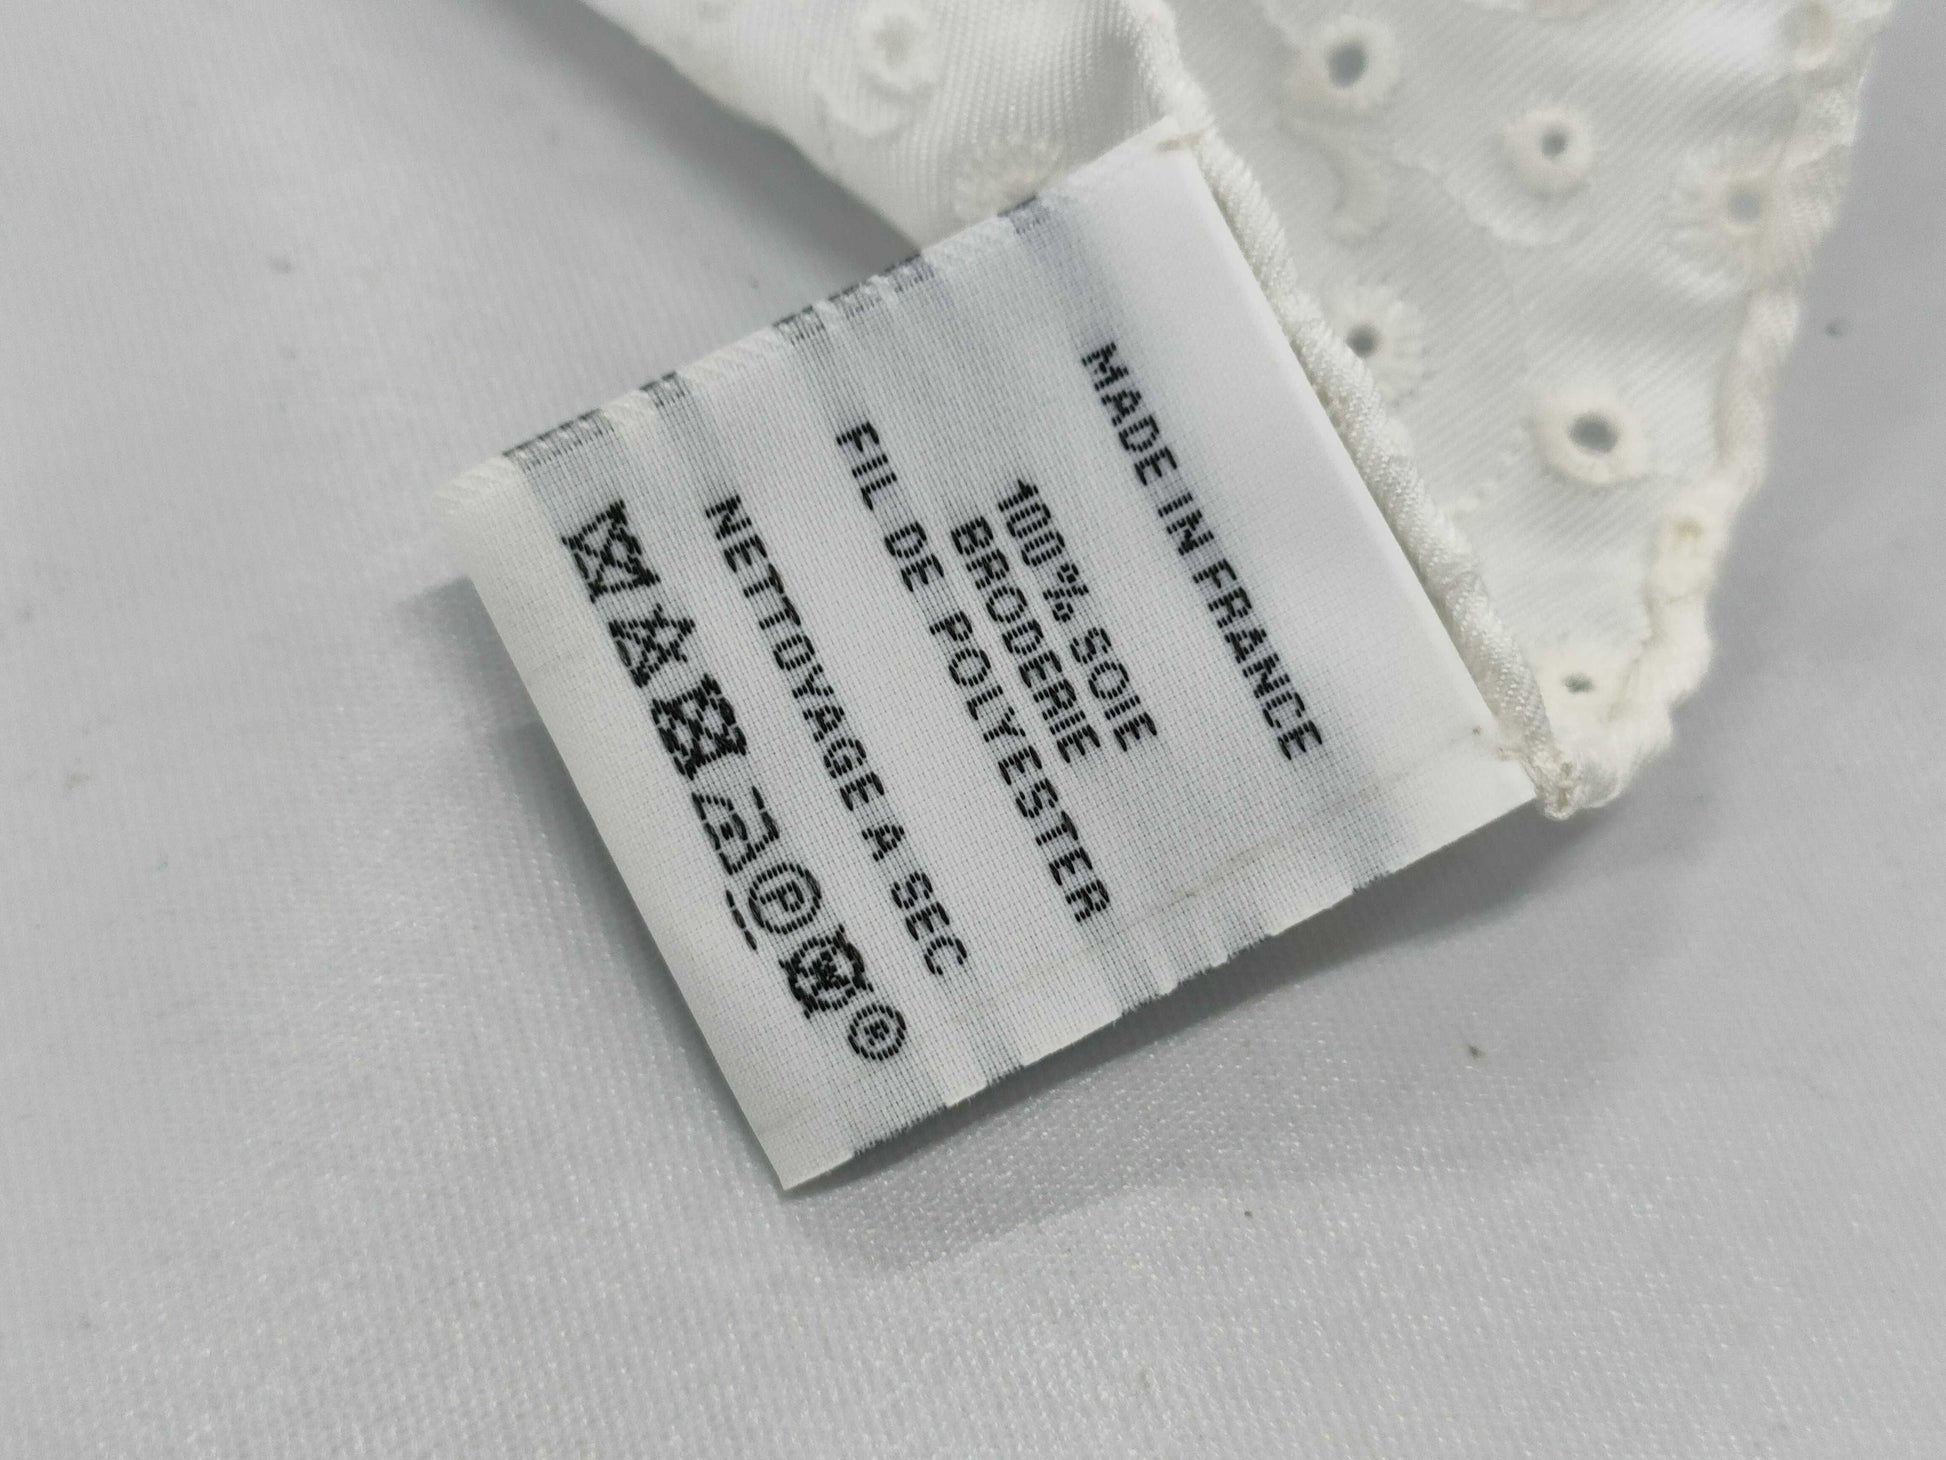 MADE IN FRANCE
100% SOIE
BRODERIE
FIL DE POLYESTER
NETTOYAGE A SEC
P W R